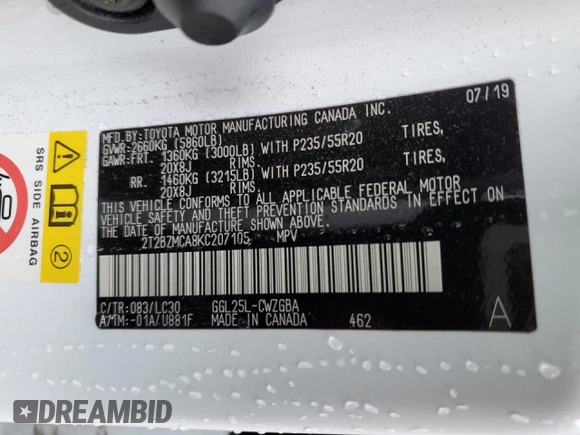 MFD. BY: TOYOTA MOTOR MANUFACTURING CANADA INC. 07/19
GVWR: 2660KG (5860LB)
GAWR: FRT. 1360KG (3000LB) WITH P235/55R20 TIRES,
20X8J RIMS,
RR. 1460KG (3215LB) WITH P235/55R20 TIRES,
20X8J RIMS,
THIS VEHICLE CONFORMS TO ALL APPLICABLE FEDERAL MOTOR
VEHICLE SAFETY AND THEFT PREVENTION STANDARDS IN EFFECT ON
THE DATE OF MANUFACTURE SHOWN ABOVE.
2T2BZMCA8KC207105, MPV
C/TR: 083/LC30 GGL25L-CWZGBA
A/TM: -01A/U881F MADE IN CANADA 462 A
SRS SIDE AIRBAG
2
DREAMBID